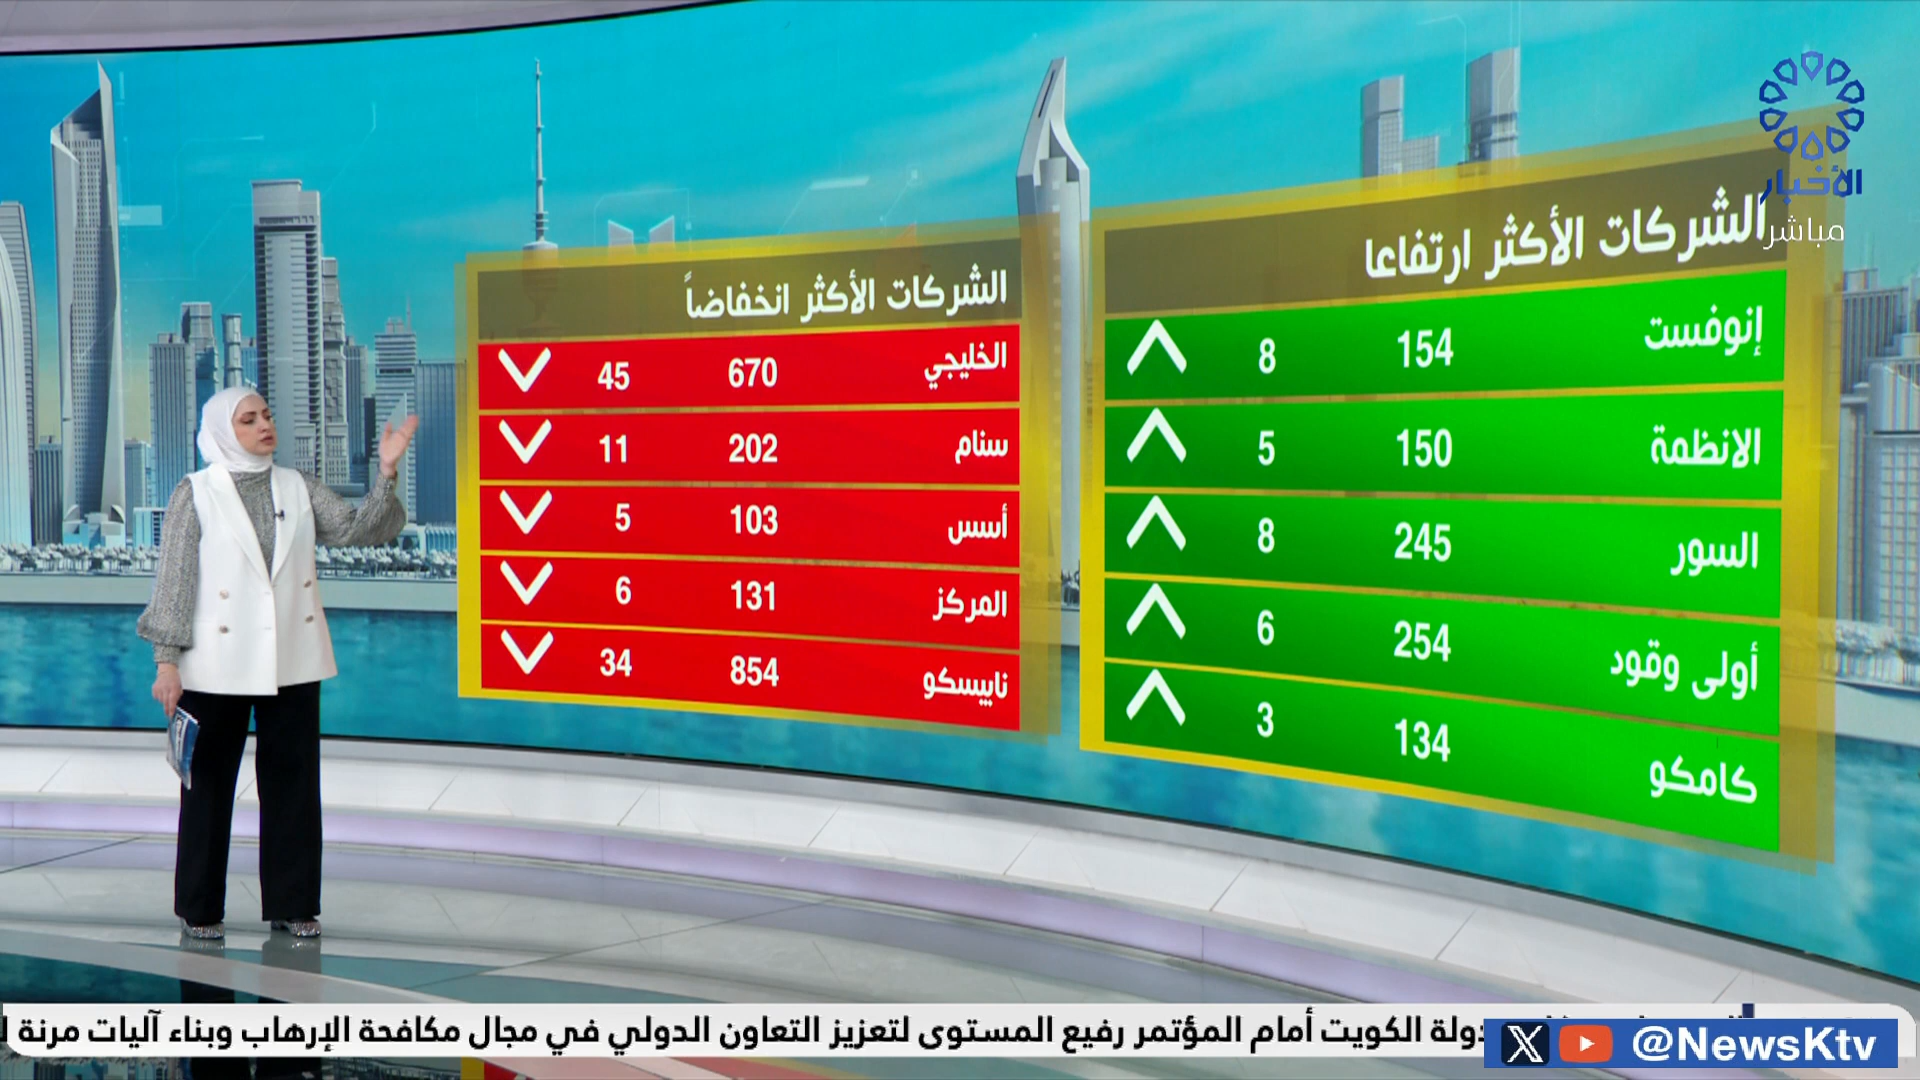 الأخبار
مباشر
الشركات الأكثر ارتفاعا
إنوفست 154 8
الانظمة 150 5
السور 245 8
أولى وقود 254 6
كامكو 134 3
الشركات الأكثر انخفاضاً
الخليجي 670 45
سنام 202 11
أسس 103 5
المركز 131 6
نابيسكو 854 34
دولة الكويت أمام المؤتمر رفيع المستوى لتعزيز التعاون الدولي في مجال مكافحة الإرهاب وبناء آليات مرنة
@NewsKtv